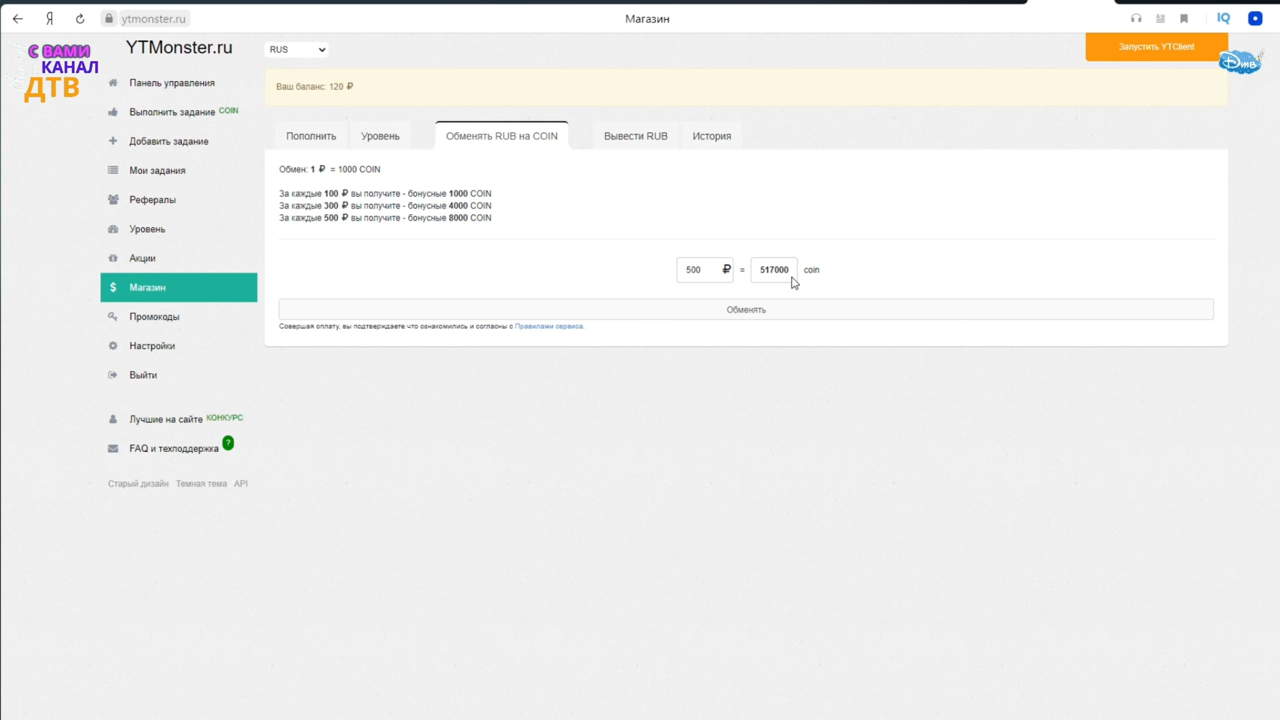 ytmonster.ru
Магазин
IQ
С ВАМИ
КАНАЛ
ДТВ
YTMonster.ru
RUS
Запустить YTClient
Дтв
Панель управления
Выполнить задание COIN
Добавить задание
Мои задания
Рефералы
Уровень
Акции
Магазин
Промокоды
Настройки
Выйти
Лучшие на сайте КОНКУРС
FAQ и техподдержка ?
Старый дизайн Темная тема API
Ваш баланс: 120 ₽
Пополнить Уровень Обменять RUB на COIN Вывести RUB История
Обмен: 1 ₽ = 1000 COIN
За каждые 100 ₽ вы получите - бонусные 1000 COIN
За каждые 300 ₽ вы получите - бонусные 4000 COIN
За каждые 500 ₽ вы получите - бонусные 8000 COIN
500 ₽ = 517000 coin
Обменять
Совершая оплату, вы подтверждаете что ознакомились и согласны с Правилами сервиса.